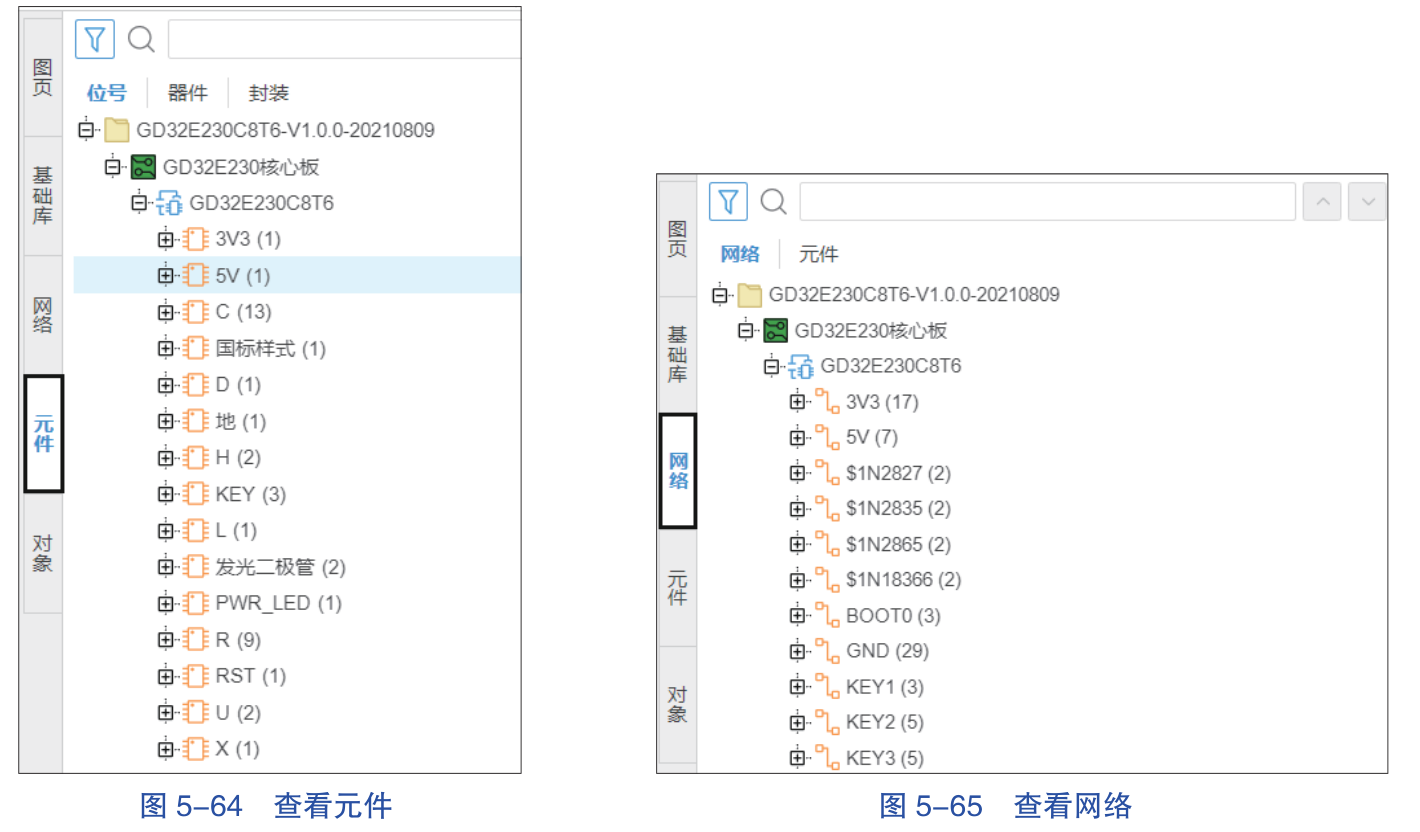 图页
基础库
网络
元件
对象
位号 器件 封装
GD32E230C8T6-V1.0.0-20210809
GD32E230核心板
GD32E230C8T6
3V3 (1)
5V (1)
C (13)
国标样式 (1)
D (1)
地 (1)
H (2)
KEY (3)
L (1)
发光二极管 (2)
PWR_LED (1)
R (9)
RST (1)
U (2)
X (1)
图 5-64 查看元件
图页
基础库
网络
元件
对象
网络 元件
GD32E230C8T6-V1.0.0-20210809
GD32E230核心板
GD32E230C8T6
3V3 (17)
5V (7)
$1N2827 (2)
$1N2835 (2)
$1N2865 (2)
$1N18366 (2)
BOOT0 (3)
GND (29)
KEY1 (3)
KEY2 (5)
KEY3 (5)
图 5-65 查看网络